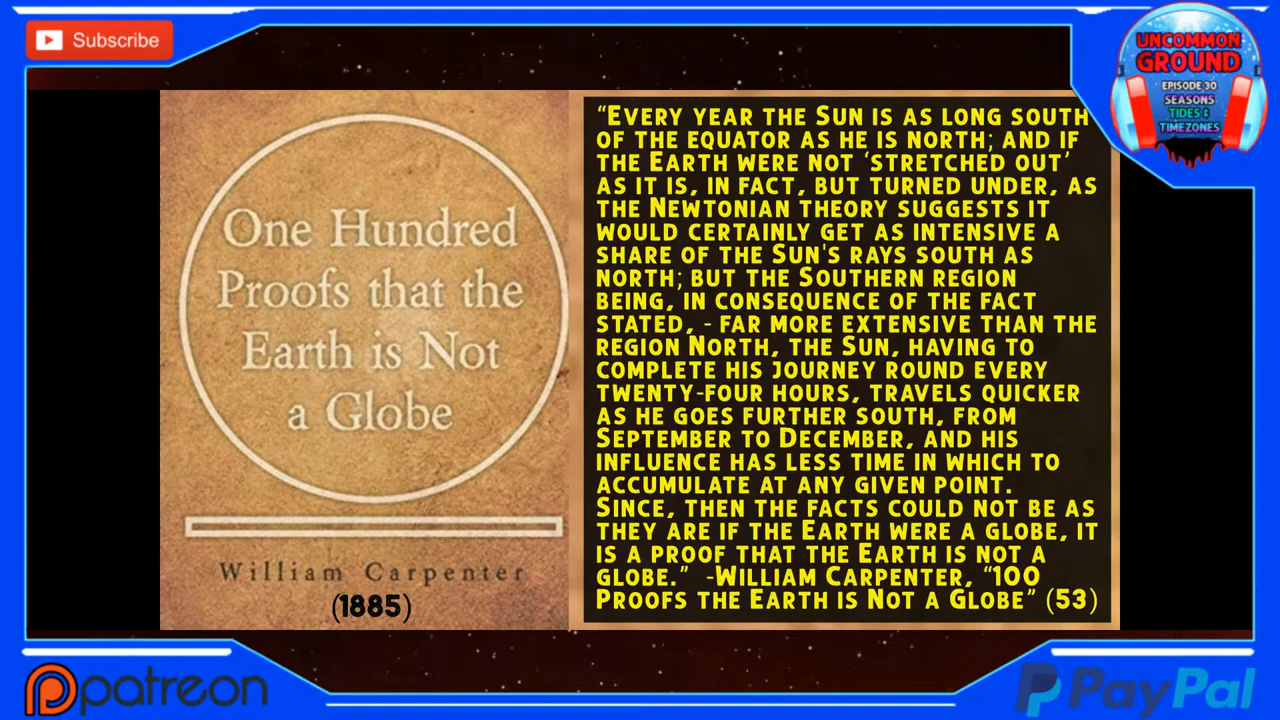 Subscribe
UNCOMMON
GROUND
EPISODE 30
SEASONS
TIDES &
TIMEZONES
One Hundred
Proofs that the
Earth is Not
a Globe
William Carpenter
(1885)
“EVERY YEAR THE SUN IS AS LONG SOUTH
OF THE EQUATOR AS HE IS NORTH; AND IF
THE EARTH WERE NOT ‘STRETCHED OUT’
AS IT IS, IN FACT, BUT TURNED UNDER, AS
THE NEWTONIAN THEORY SUGGESTS IT
WOULD CERTAINLY GET AS INTENSIVE A
SHARE OF THE SUN'S RAYS SOUTH AS
NORTH; BUT THE SOUTHERN REGION
BEING, IN CONSEQUENCE OF THE FACT
STATED, - FAR MORE EXTENSIVE THAN THE
REGION NORTH, THE SUN, HAVING TO
COMPLETE HIS JOURNEY ROUND EVERY
TWENTY-FOUR HOURS, TRAVELS QUICKER
AS HE GOES FURTHER SOUTH, FROM
SEPTEMBER TO DECEMBER, AND HIS
INFLUENCE HAS LESS TIME IN WHICH TO
ACCUMULATE AT ANY GIVEN POINT.
SINCE, THEN THE FACTS COULD NOT BE AS
THEY ARE IF THE EARTH WERE A GLOBE, IT
IS A PROOF THAT THE EARTH IS NOT A
GLOBE.” -WILLIAM CARPENTER, “100
PROOFS THE EARTH IS NOT A GLOBE” (53)
patreon
PayPal